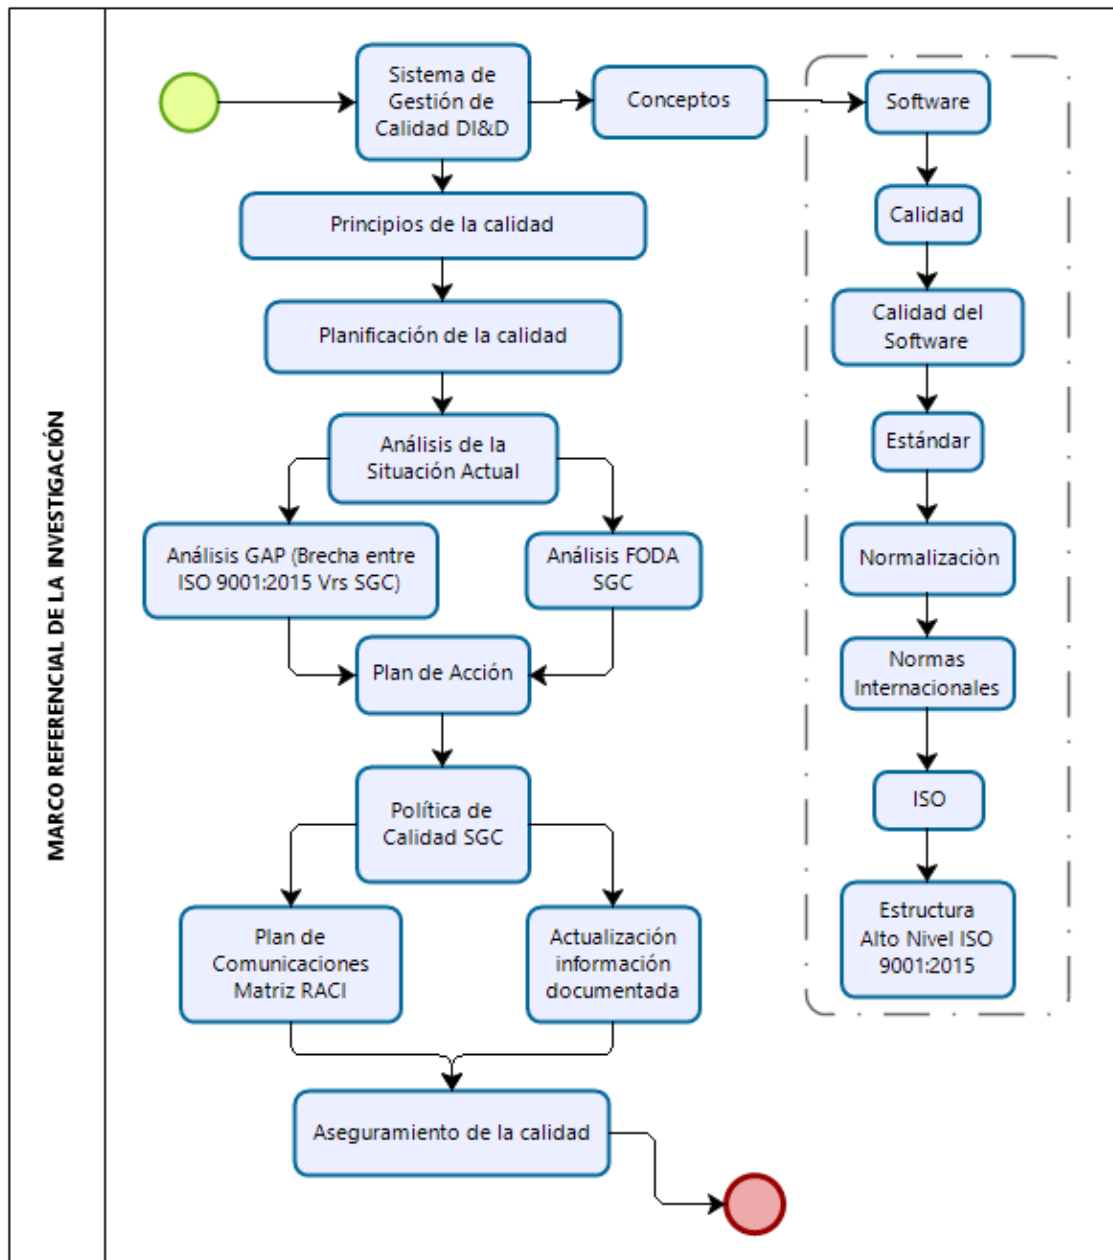 MARCO REFERENCIAL DE LA INVESTIGACIÓN
Sistema de
Gestión de
Calidad DI&D
Conceptos
Software
Principios de la calidad
Calidad
Planificación de la calidad
Calidad del
Software
Análisis de la
Situación Actual
Estándar
Análisis GAP (Brecha entre
ISO 9001:2015 Vrs SGC)
Análisis FODA
SGC
Normalizaciòn
Plan de Acción
Normas
Internacionales
Política de
Calidad SGC
ISO
Plan de
Comunicaciones
Matriz RACI
Actualización
información
documentada
Estructura
Alto Nivel ISO
9001:2015
Aseguramiento de la calidad